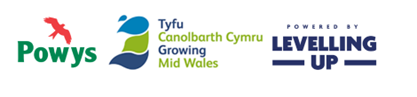 Powys
Tyfu
Canolbarth Cymru
Growing
Mid Wales
POWERED BY
LEVELLING
UP